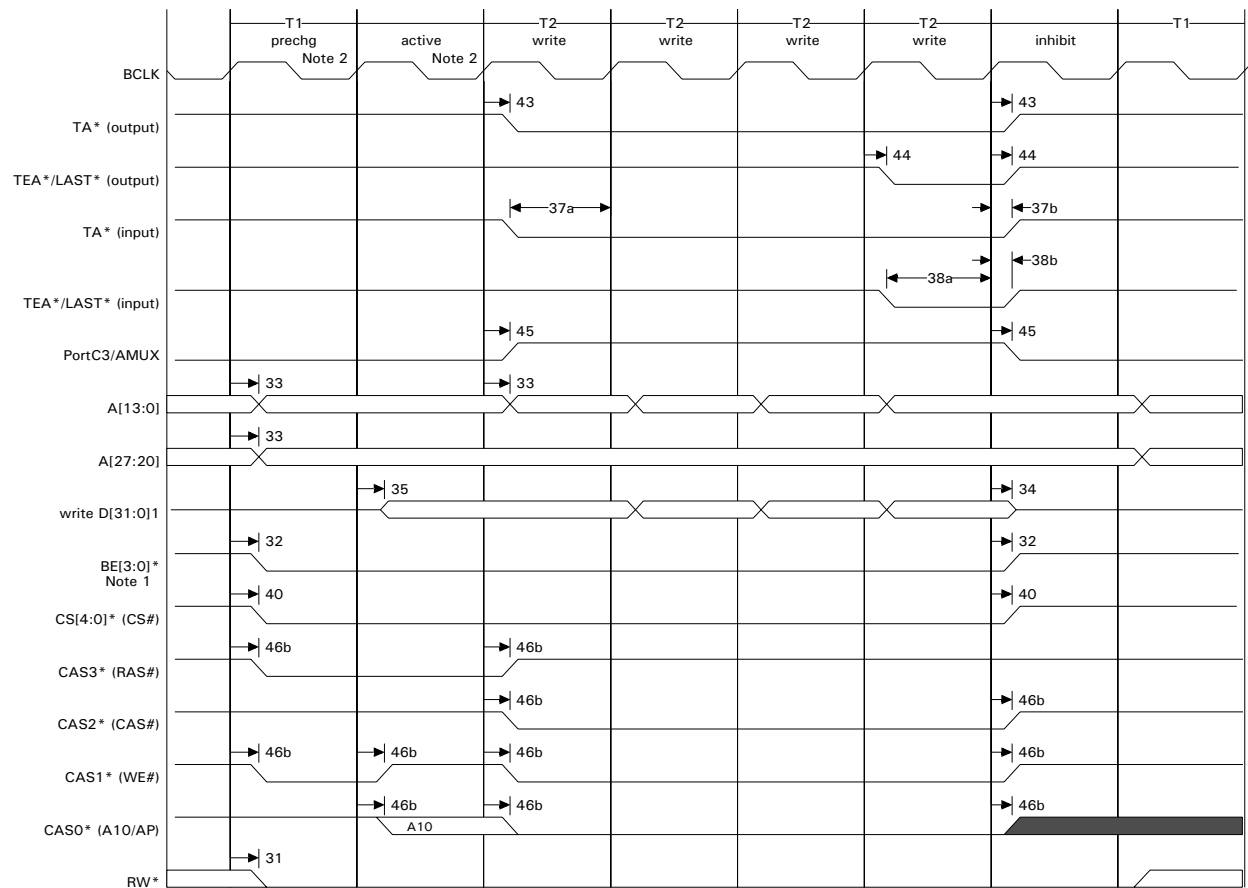 T1 T2 T2 T2 T2 T1
prechg active write write write write inhibit
Note 2 Note 2
BCLK
43 43
TA* (output)
44 44
TEA*/LAST* (output)
37a 37b
TA* (input)
38b
38a
TEA*/LAST* (input)
45 45
PortC3/AMUX
33 33
A[13:0]
33
A[27:20]
35 34
write D[31:0]1
32 32
BE[3:0]*
Note 1
40 40
CS[4:0]* (CS#)
46b 46b
CAS3* (RAS#)
46b 46b
CAS2* (CAS#)
46b 46b 46b 46b
CAS1* (WE#)
46b 46b 46b
CAS0* (A10/AP) A10
31
RW*